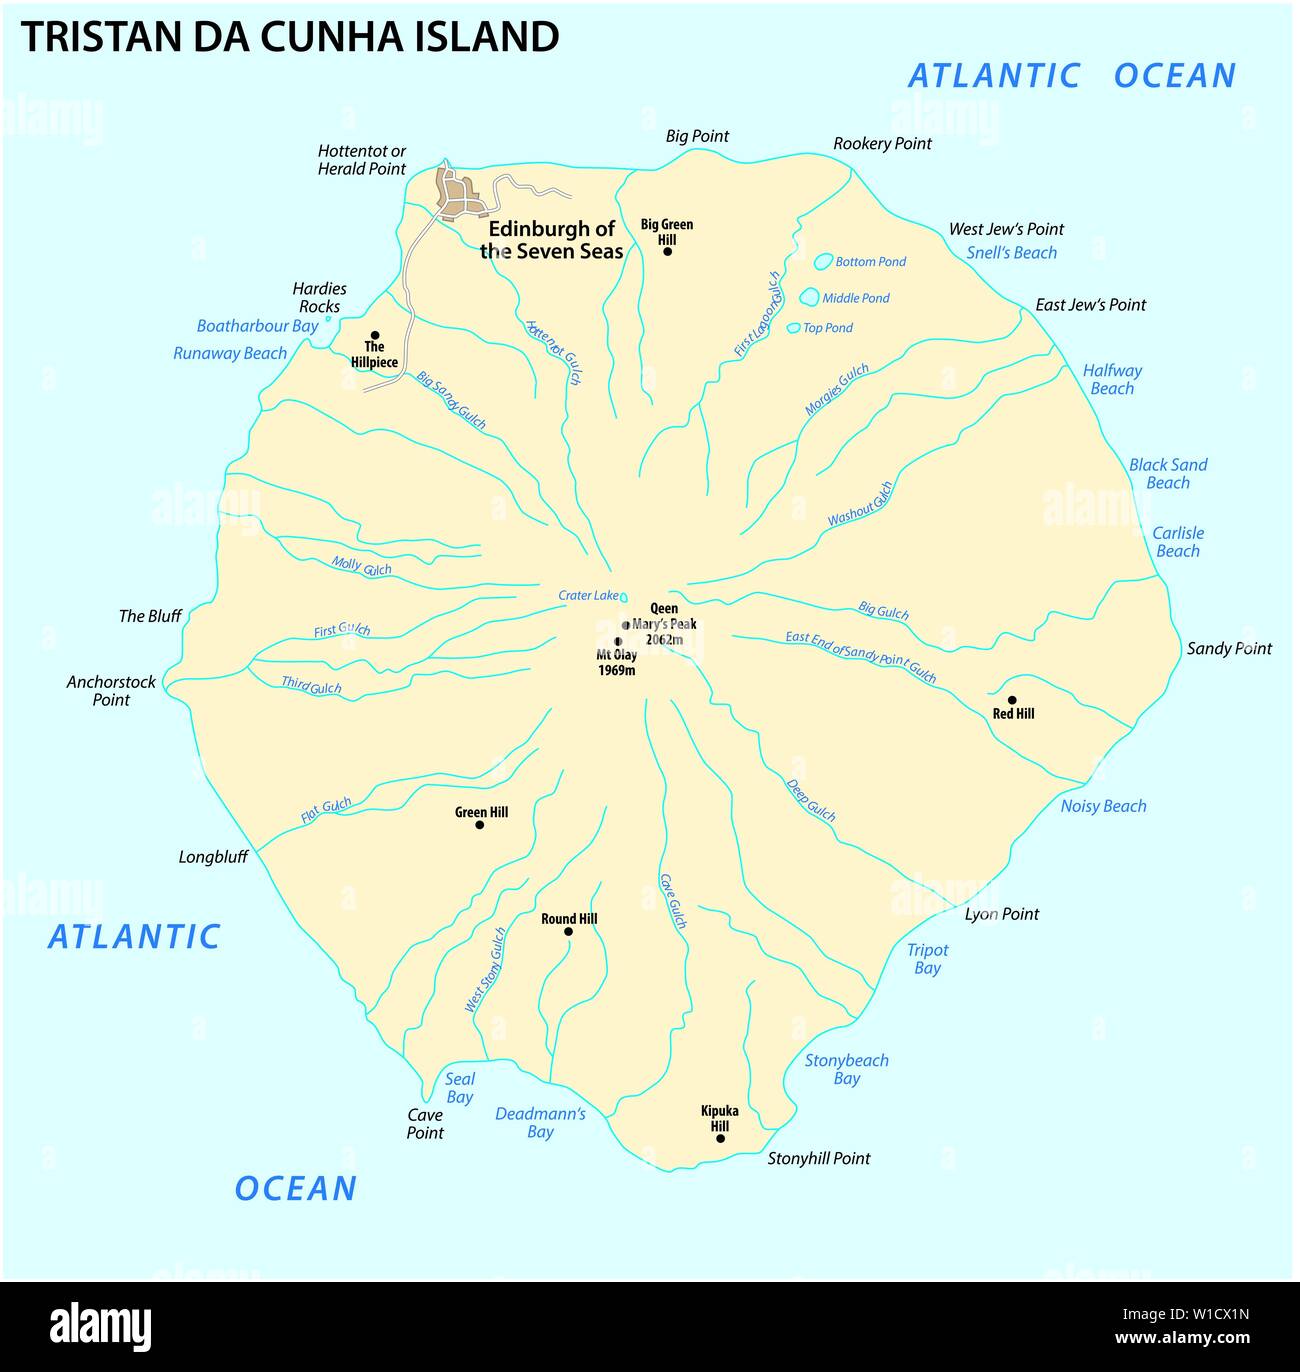 TRISTAN DA CUNHA ISLAND
ATLANTIC OCEAN
Big Point
Rookery Point
Hottentot or
Herald Point
Edinburgh of
the Seven Seas
Big Green
Hill
West Jew's Point
Snell's Beach
Bottom Pond
Middle Pond
Top Pond
First Lagoon Gulch
Hardies
Rocks
East Jew's Point
Boatharbour Bay
Runaway Beach
The
Hillpiece
Hottentot Gulch
Big Sandy Gulch
Morgies Gulch
Halfway
Beach
Black Sand
Beach
Washout Gulch
Carlisle
Beach
Molly Gulch
Crater Lake
Qeen
Mary's Peak
2062m
Mt Olay
1969m
Big Gulch
The Bluff
First Gulch
East End of Sandy Point Gulch
Sandy Point
Anchorstock
Point
Third Gulch
Red Hill
Deep Gulch
Noisy Beach
Flat Gulch
Green Hill
Longbluff
Cave Gulch
Round Hill
Lyon Point
ATLANTIC
West Stony Gulch
Tripot
Bay
Stonybeach
Bay
Seal
Bay
Cave
Point
Deadmann's
Bay
Kipuka
Hill
Stonyhill Point
OCEAN
alamy
Image ID: W1CX1N
www.alamy.com